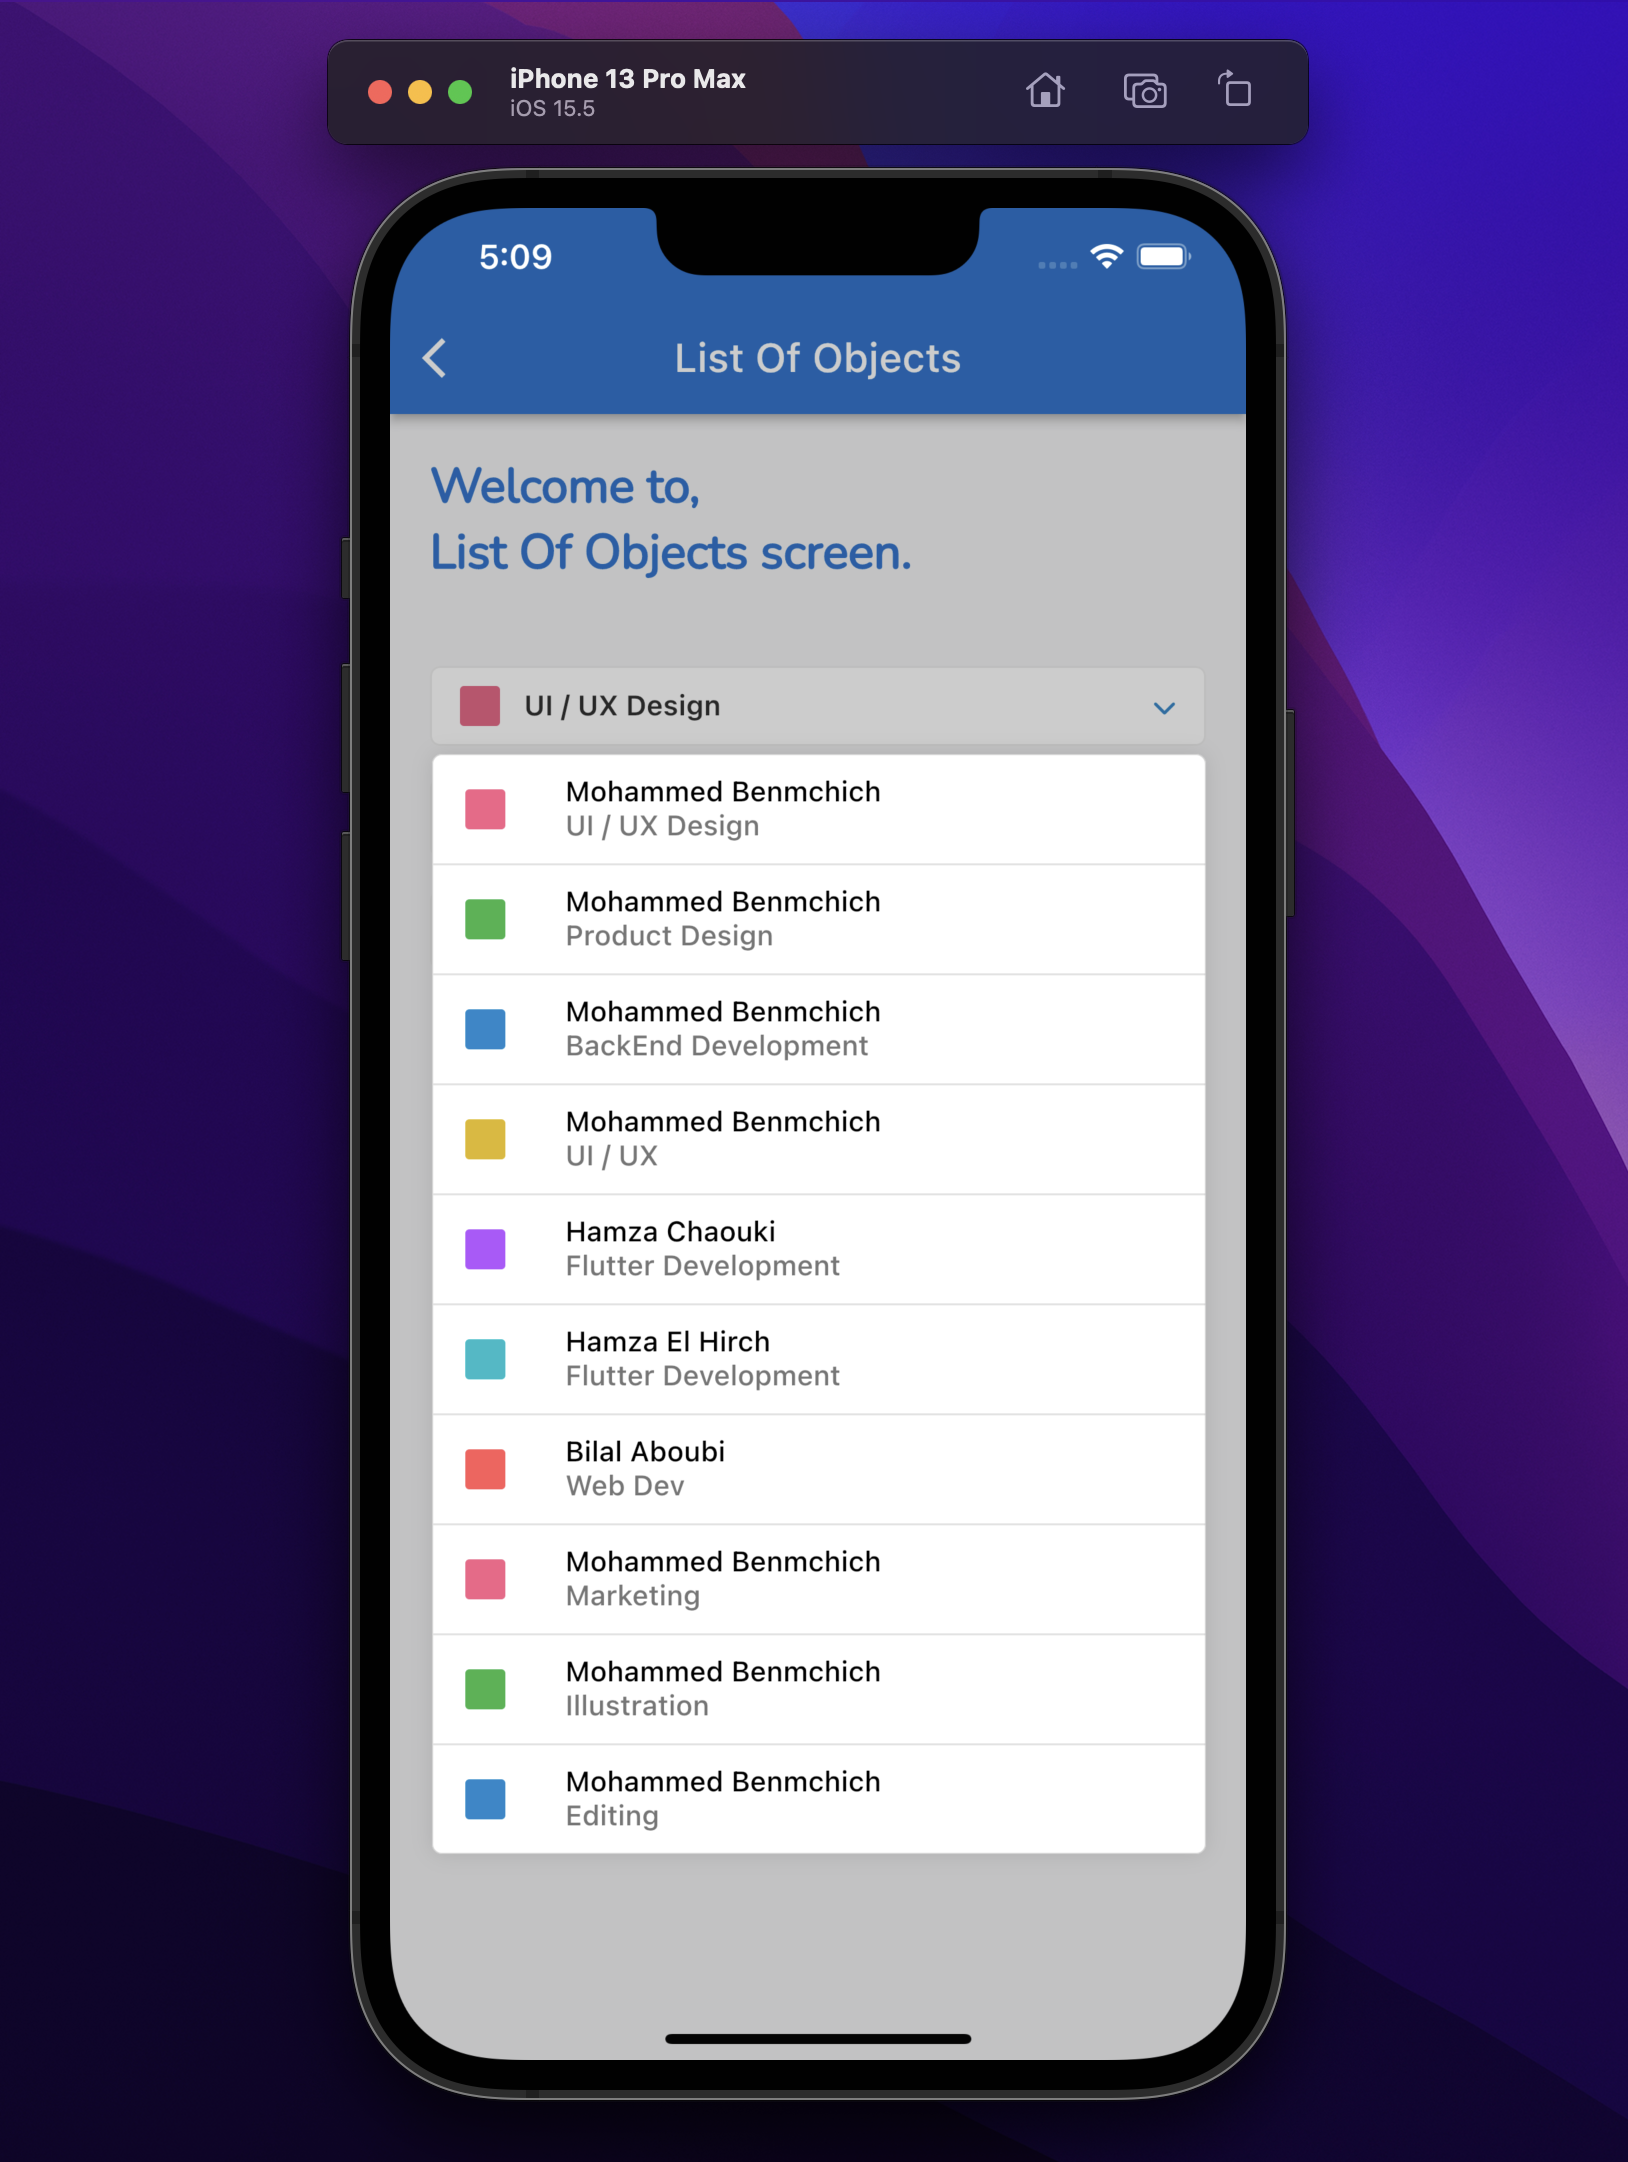 iPhone 13 Pro Max
iOS 15.5
5:09
List Of Objects
Welcome to,
List Of Objects screen.
UI / UX Design
Mohammed Benmchich
UI / UX Design
Mohammed Benmchich
Product Design
Mohammed Benmchich
BackEnd Development
Mohammed Benmchich
UI / UX
Hamza Chaouki
Flutter Development
Hamza El Hirch
Flutter Development
Bilal Aboubi
Web Dev
Mohammed Benmchich
Marketing
Mohammed Benmchich
Illustration
Mohammed Benmchich
Editing